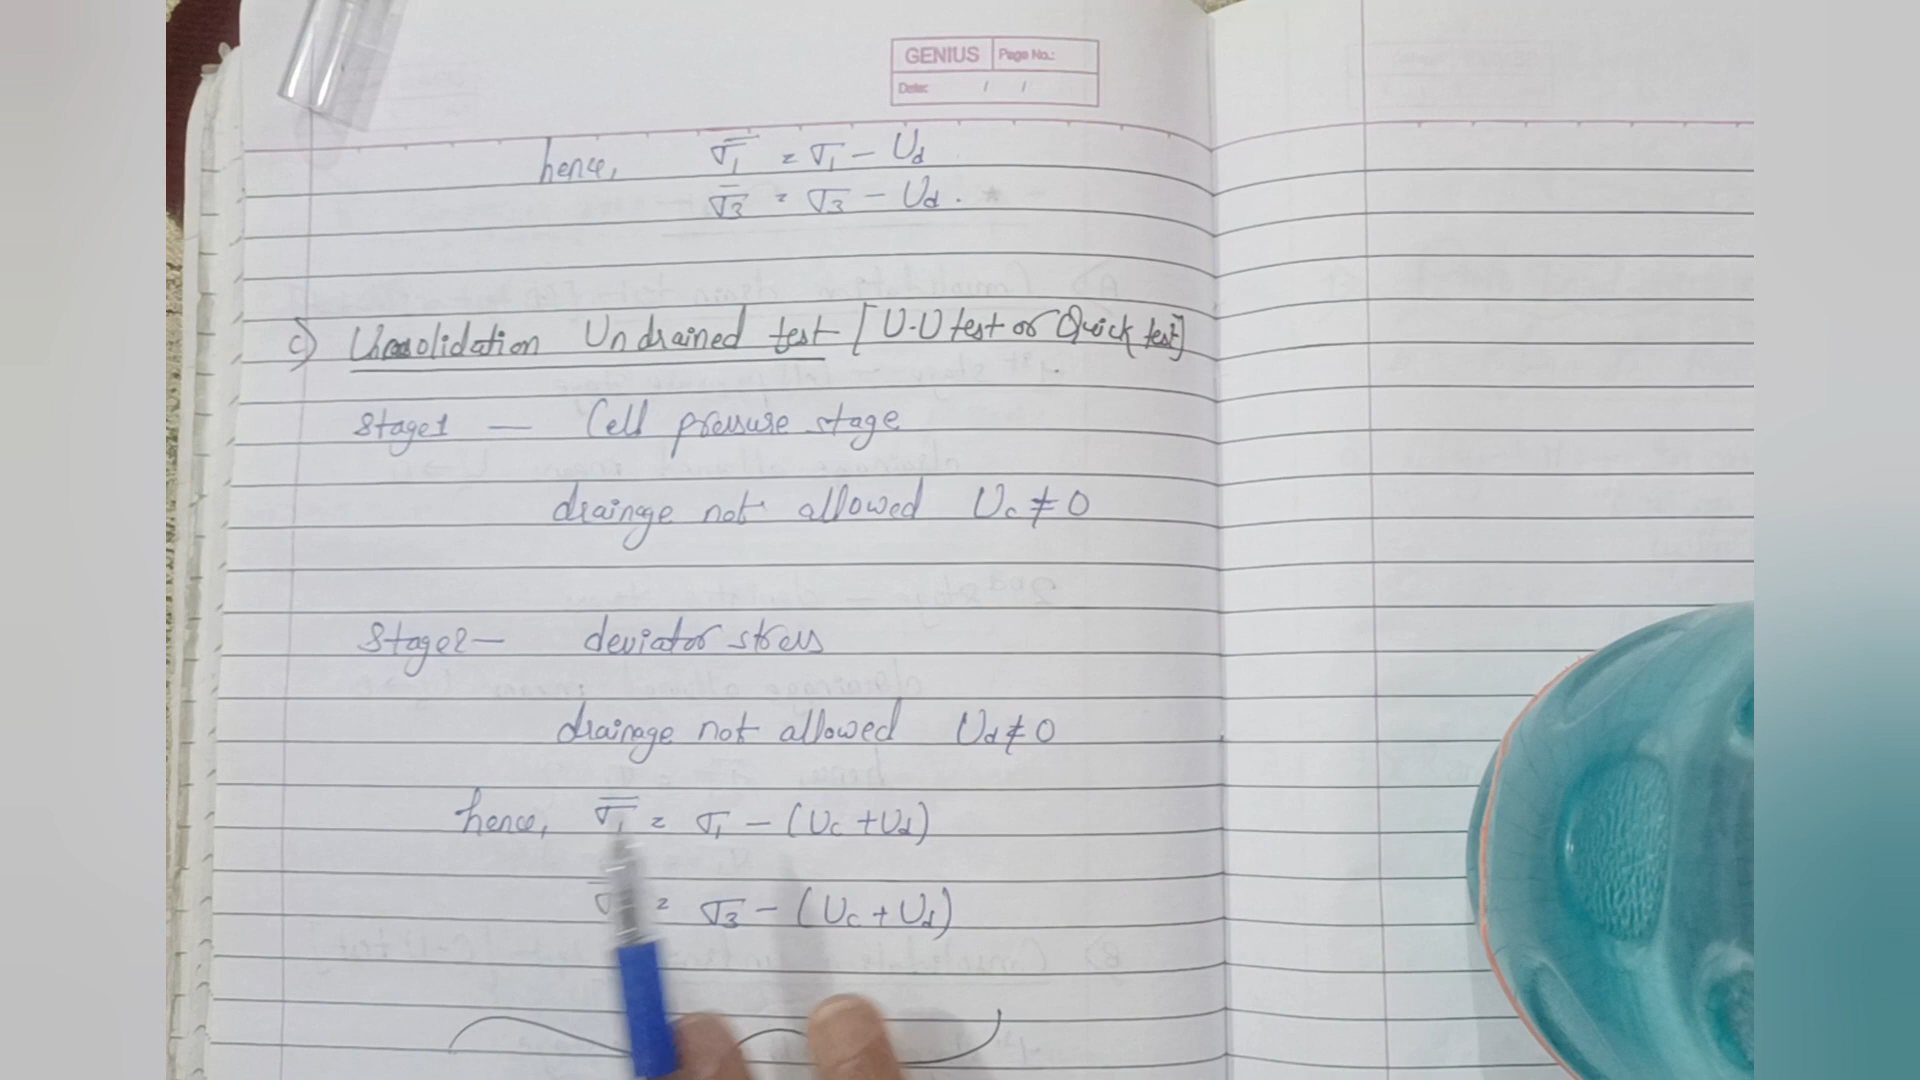 GENIUS Page No.:
Date: / /
hence, σ̅₁ = σ₁ − Ud
σ̅₃ = σ₃ − Ud.
c) Unconsolidation Undrained test [U-U test or Quick test]
Stage1 — Cell pressure stage
drainage not allowed Uc ≠ 0
Stage2 — deviator stress
drainage not allowed Ud ≠ 0
hence, σ̅₁ = σ₁ − (Uc + Ud)
= σ₃ − (Uc + Ud)